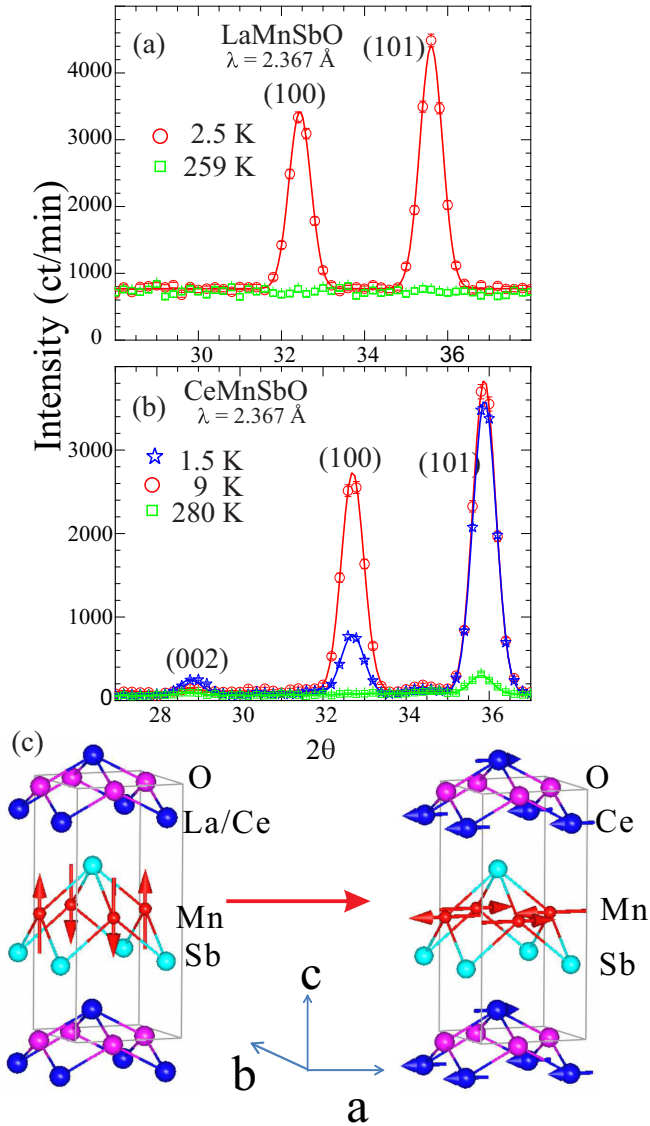 (a)
LaMnSbO
λ = 2.367 Å
(100)
(101)
2.5 K
259 K
Intensity (ct/min)
4000
3000
2000
1000
0
30
32
34
36
(b)
CeMnSbO
λ = 2.367 Å
1.5 K
9 K
280 K
(002)
(100)
(101)
3000
2000
1000
0
28
30
32
34
36
2θ
(c)
O
La/Ce
Mn
Sb
O
Ce
Mn
Sb
c
b
a